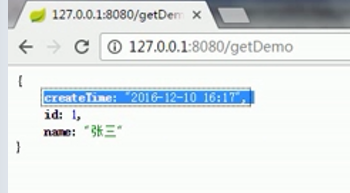 127.0.0.1:8080/getDem
127.0.0.1:8080/getDemo
{
createTime: "2016-12-10 16:17",
id: 1,
name: "张三"
}